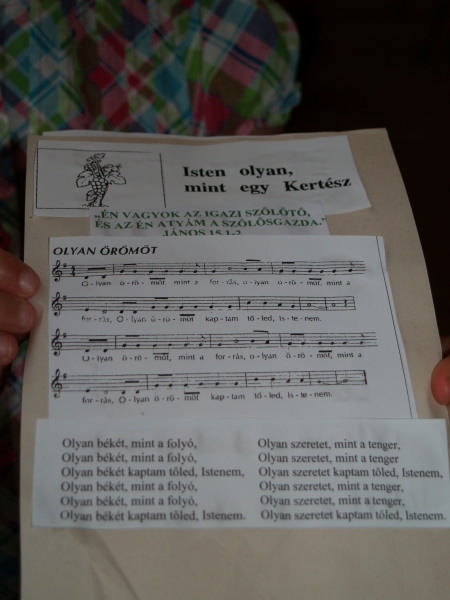 Isten olyan,
mint egy Kertész
„ÉN VAGYOK AZ IGAZI SZŐLŐTŐ,
ÉS AZ ÉN ATYÁM A SZŐLŐSGAZDA.”
JÁNOS 15,1-2
OLYAN ÖRÖMÖT
O - lyan ö - rö - möt, mint a for - rás, o - lyan ö - rö - möt, mint a
for - rás, O - lyan ö - rö - möt kap - tam tő - led, Is - te - nem.
O - lyan ö - rö - möt, mint a for - rás, olyan ö - rö - möt, mint a
for - rás, O - lyan ö - rö - möt kap - tam tő - led, Is - te - nem.
Olyan békét, mint a folyó,
Olyan békét, mint a folyó,
Olyan békét kaptam tőled, Istenem,
Olyan békét, mint a folyó,
Olyan békét, mint a folyó,
Olyan békét kaptam tőled, Istenem.
Olyan szeretet, mint a tenger,
Olyan szeretet, mint a tenger
Olyan szeretet kaptam tőled, Istenem,
Olyan szeretet, mint a tenger,
Olyan szeretet, mint a tenger,
Olyan szeretet kaptam tőled, Istenem.